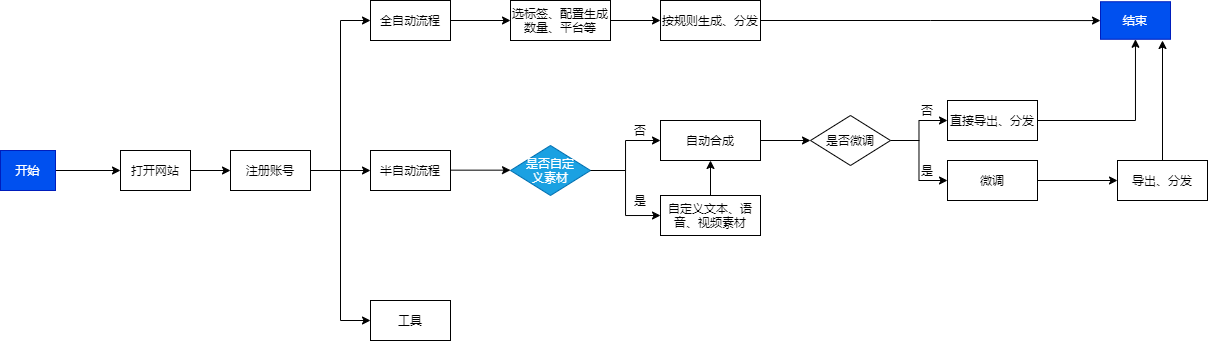 全自动流程
选标签、配置生成
数量、平台等
按规则生成、分发
结束
开始
打开网站
注册账号
半自动流程
是否自定
义素材
否
自动合成
是否微调
否
直接导出、分发
是
微调
导出、分发
是
自定义文本、语
音、视频素材
工具